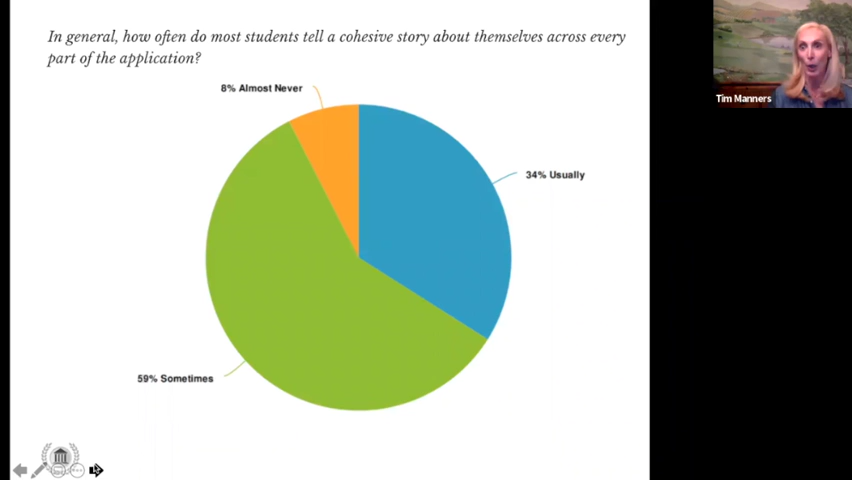 In general, how often do most students tell a cohesive story about themselves across every
part of the application?
8% Almost Never
34% Usually
59% Sometimes
Tim Manners